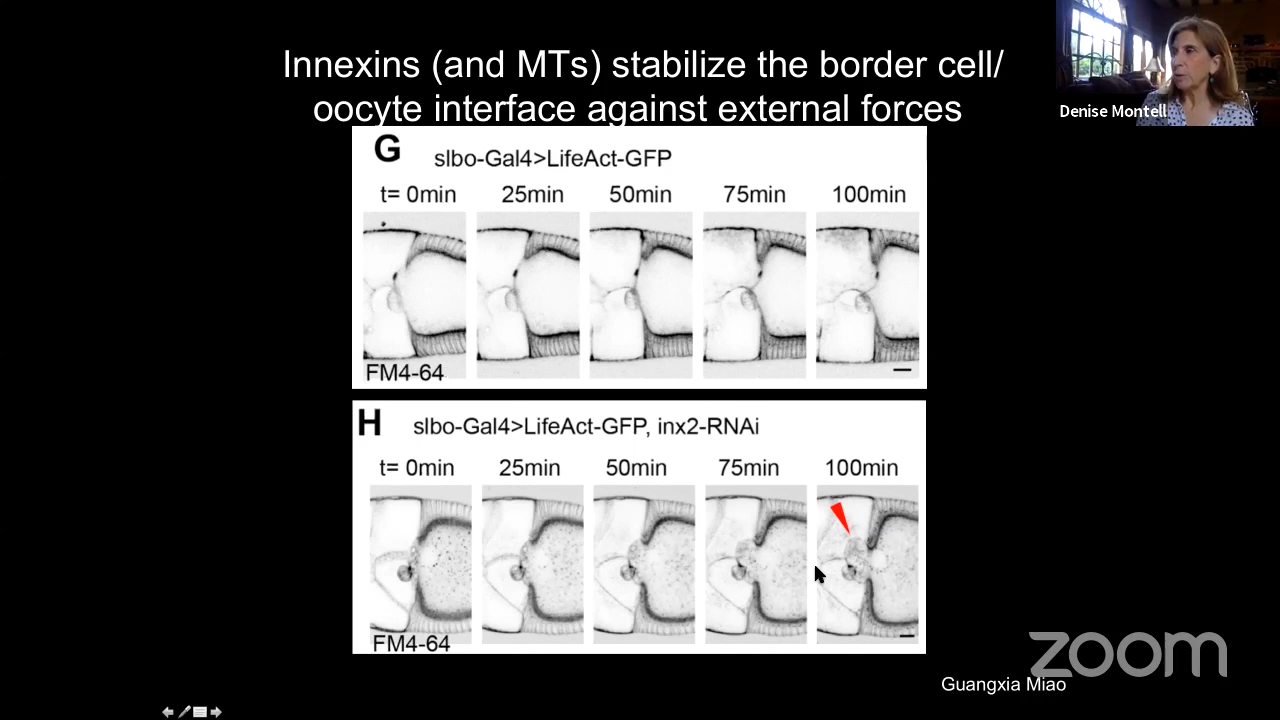 Innexins (and MTs) stabilize the border cell/
oocyte interface against external forces
Denise Montell
G
slbo-Gal4>LifeAct-GFP
t= 0min 25min 50min 75min 100min
FM4-64
H
slbo-Gal4>LifeAct-GFP, inx2-RNAi
t= 0min 25min 50min 75min 100min
FM4-64
zoom
Guangxia Miao